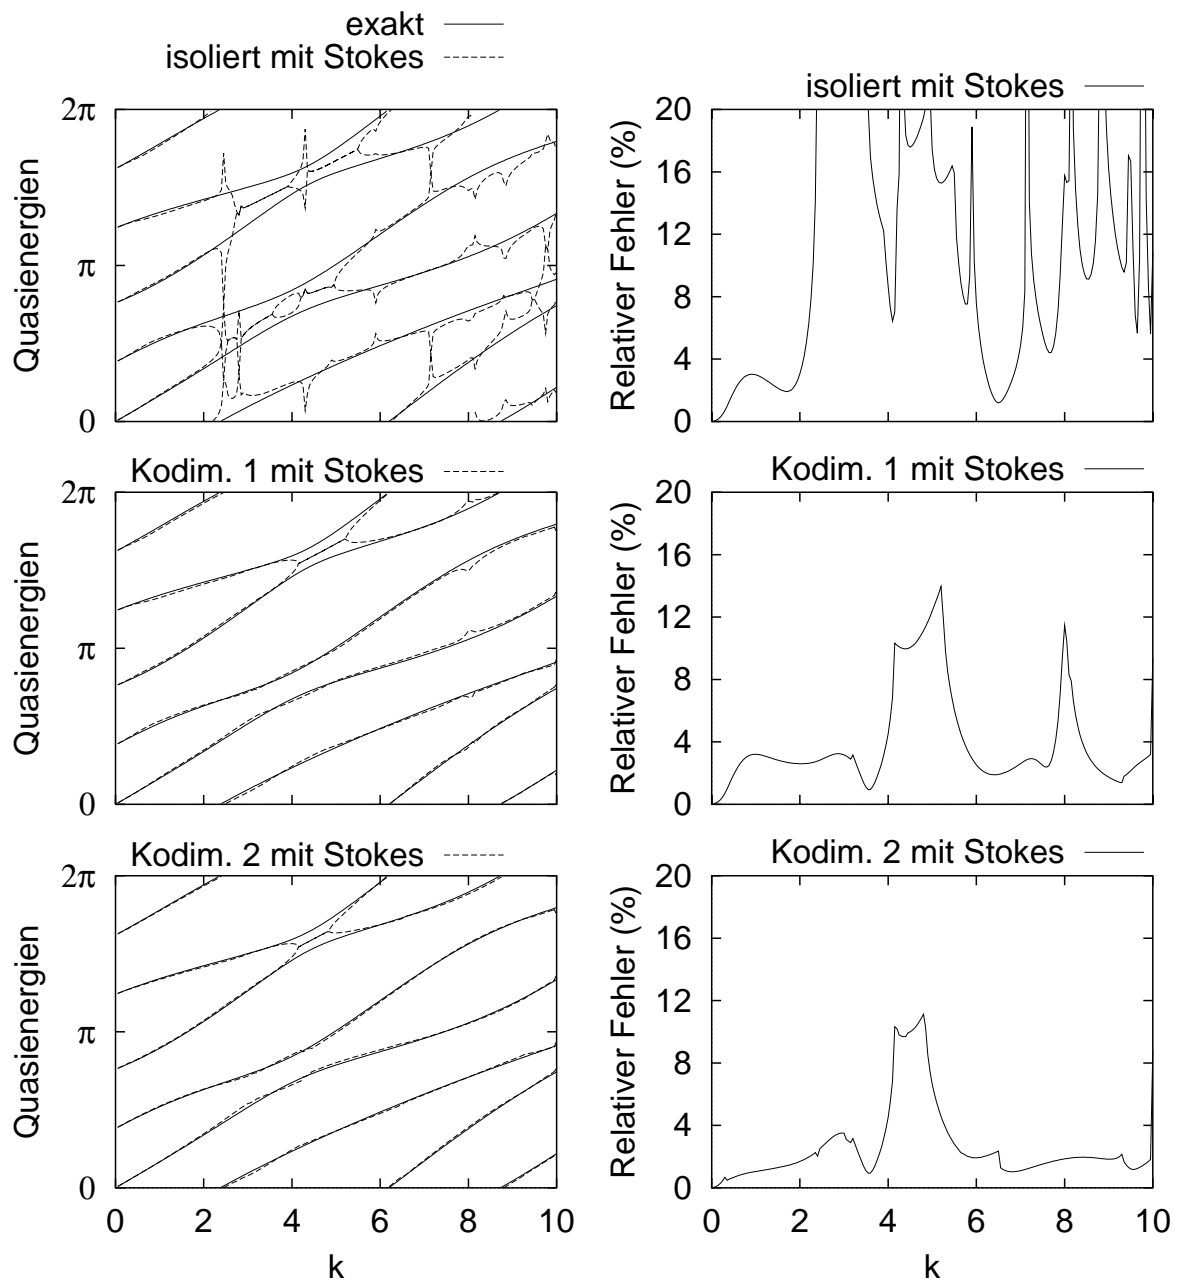 exakt
isoliert mit Stokes
isoliert mit Stokes
2π
π
0
Quasienergien
20
16
12
8
4
0
Relativer Fehler (%)
Kodim. 1 mit Stokes
Kodim. 1 mit Stokes
2π
π
0
Quasienergien
20
16
12
8
4
0
Relativer Fehler (%)
Kodim. 2 mit Stokes
Kodim. 2 mit Stokes
2π
π
0
Quasienergien
0 2 4 6 8 10
k
20
16
12
8
4
0
Relativer Fehler (%)
0 2 4 6 8 10
k